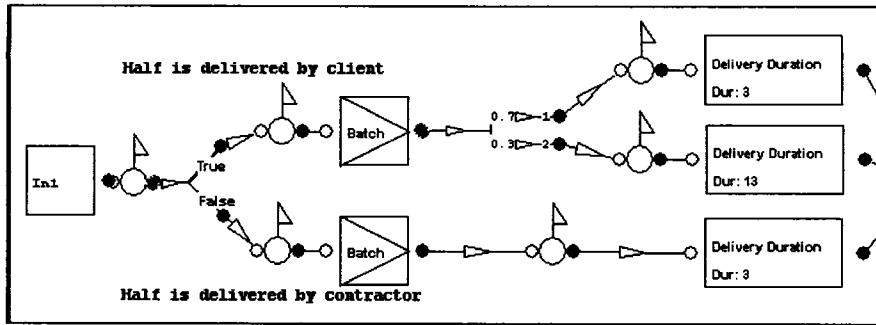 Half is delivered by client
Delivery Duration
Dur: 3
0.7 1
Batch
0.3 2
True
Delivery Duration
Dur: 13
In1
False
Batch
Delivery Duration
Dur: 3
Half is delivered by contractor